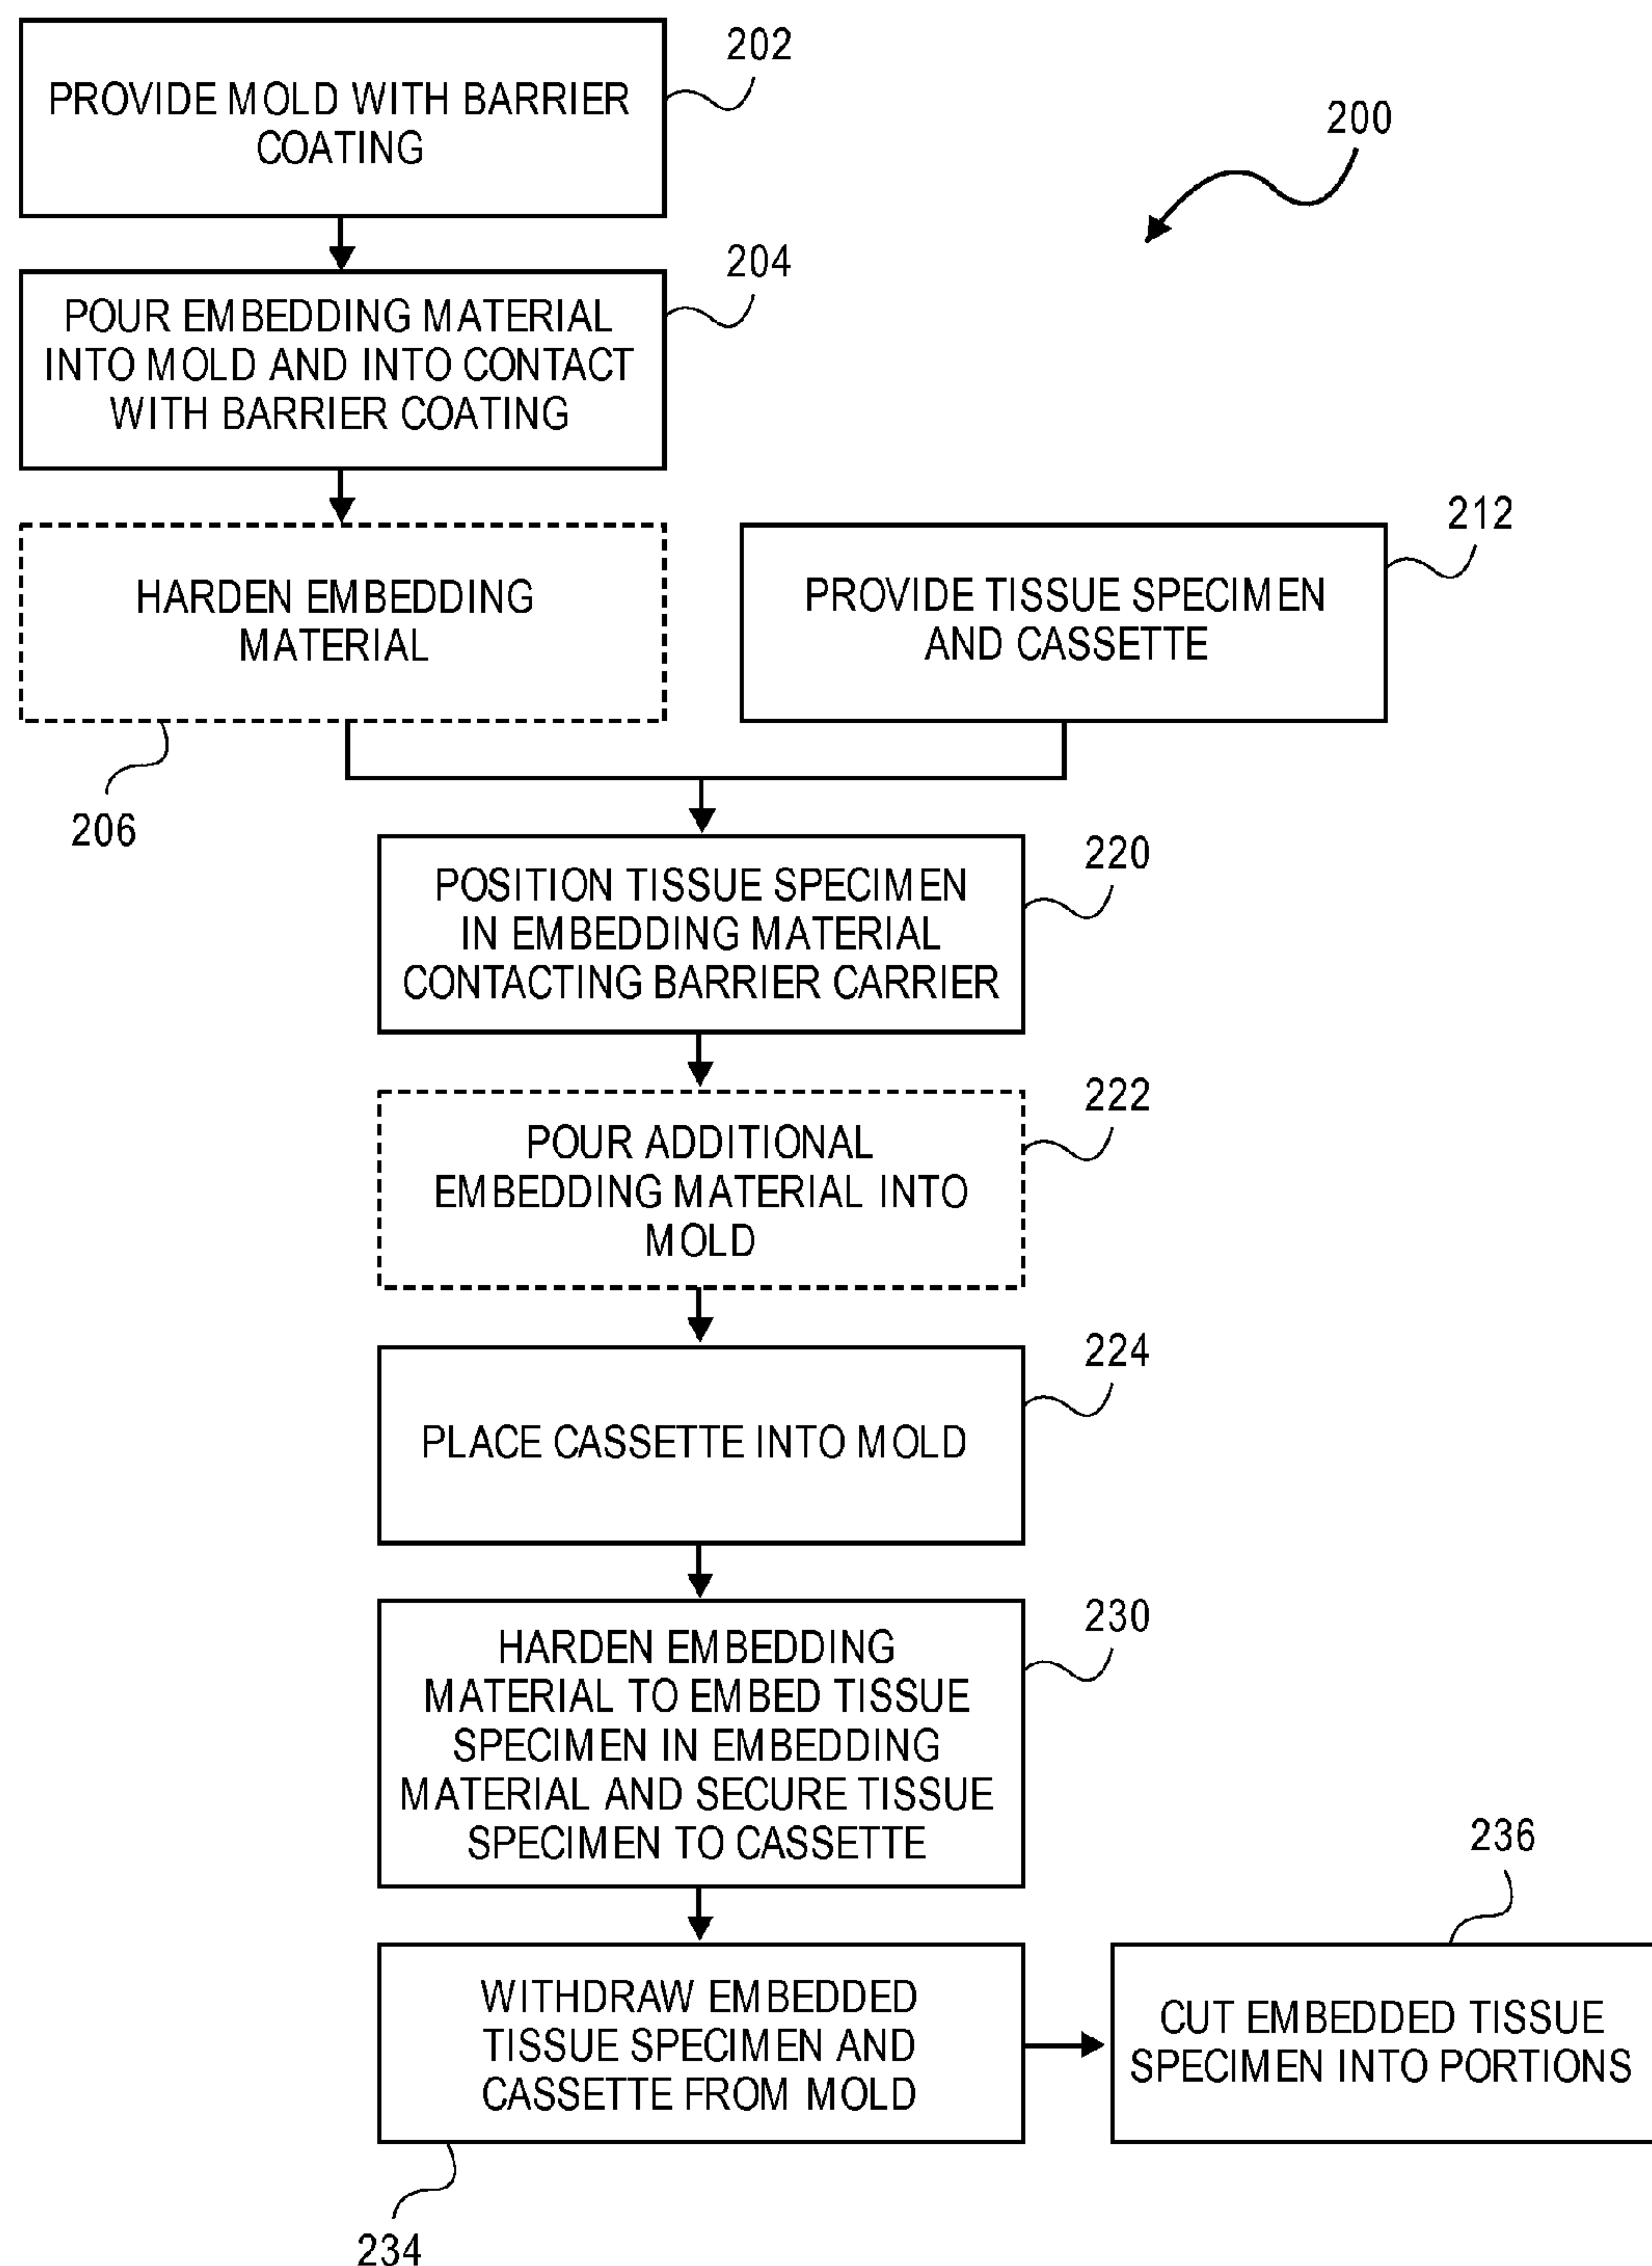 PROVIDE MOLD WITH BARRIER
COATING
202
200
POUR EMBEDDING MATERIAL
INTO MOLD AND INTO CONTACT
WITH BARRIER COATING
204
HARDEN EMBEDDING
MATERIAL
206
PROVIDE TISSUE SPECIMEN
AND CASSETTE
212
POSITION TISSUE SPECIMEN
IN EMBEDDING MATERIAL
CONTACTING BARRIER CARRIER
220
POUR ADDITIONAL
EMBEDDING MATERIAL INTO
MOLD
222
PLACE CASSETTE INTO MOLD
224
HARDEN EMBEDDING
MATERIAL TO EMBED TISSUE
SPECIMEN IN EMBEDDING
MATERIAL AND SECURE TISSUE
SPECIMEN TO CASSETTE
230
WITHDRAW EMBEDDED
TISSUE SPECIMEN AND
CASSETTE FROM MOLD
234
CUT EMBEDDED TISSUE
SPECIMEN INTO PORTIONS
236